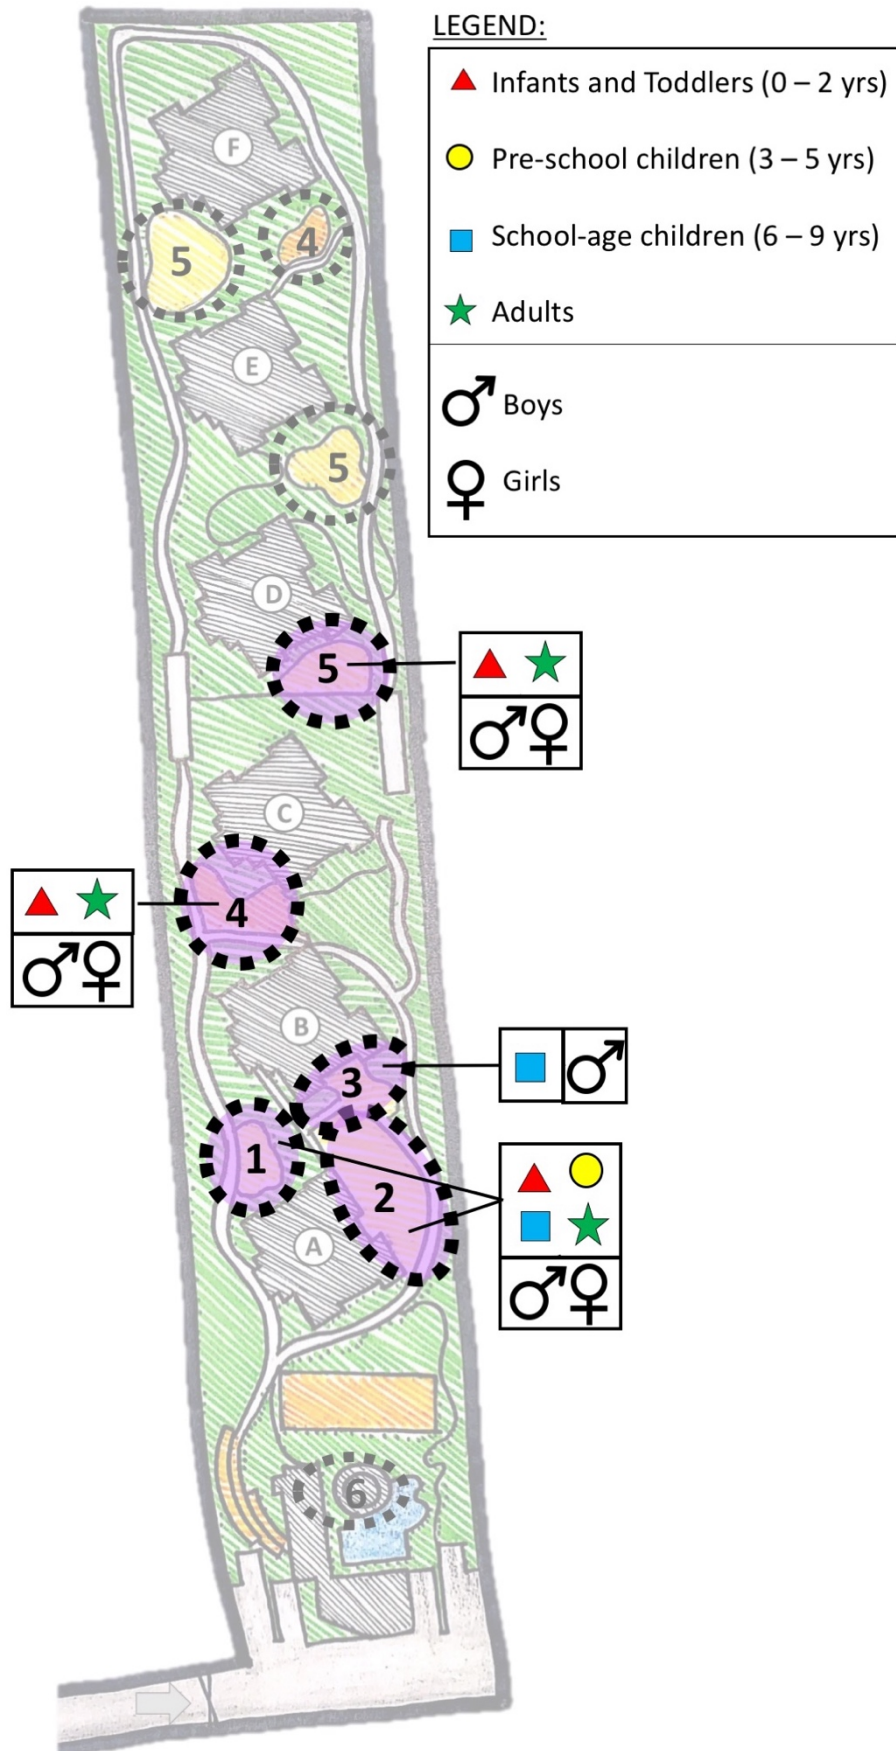 LEGEND:
Infants and Toddlers (0 – 2 yrs)
Pre-school children (3 – 5 yrs)
School-age children (6 – 9 yrs)
Adults
Boys
Girls
F
5
4
E
5
D
5
C
4
B
3
1
2
A
6